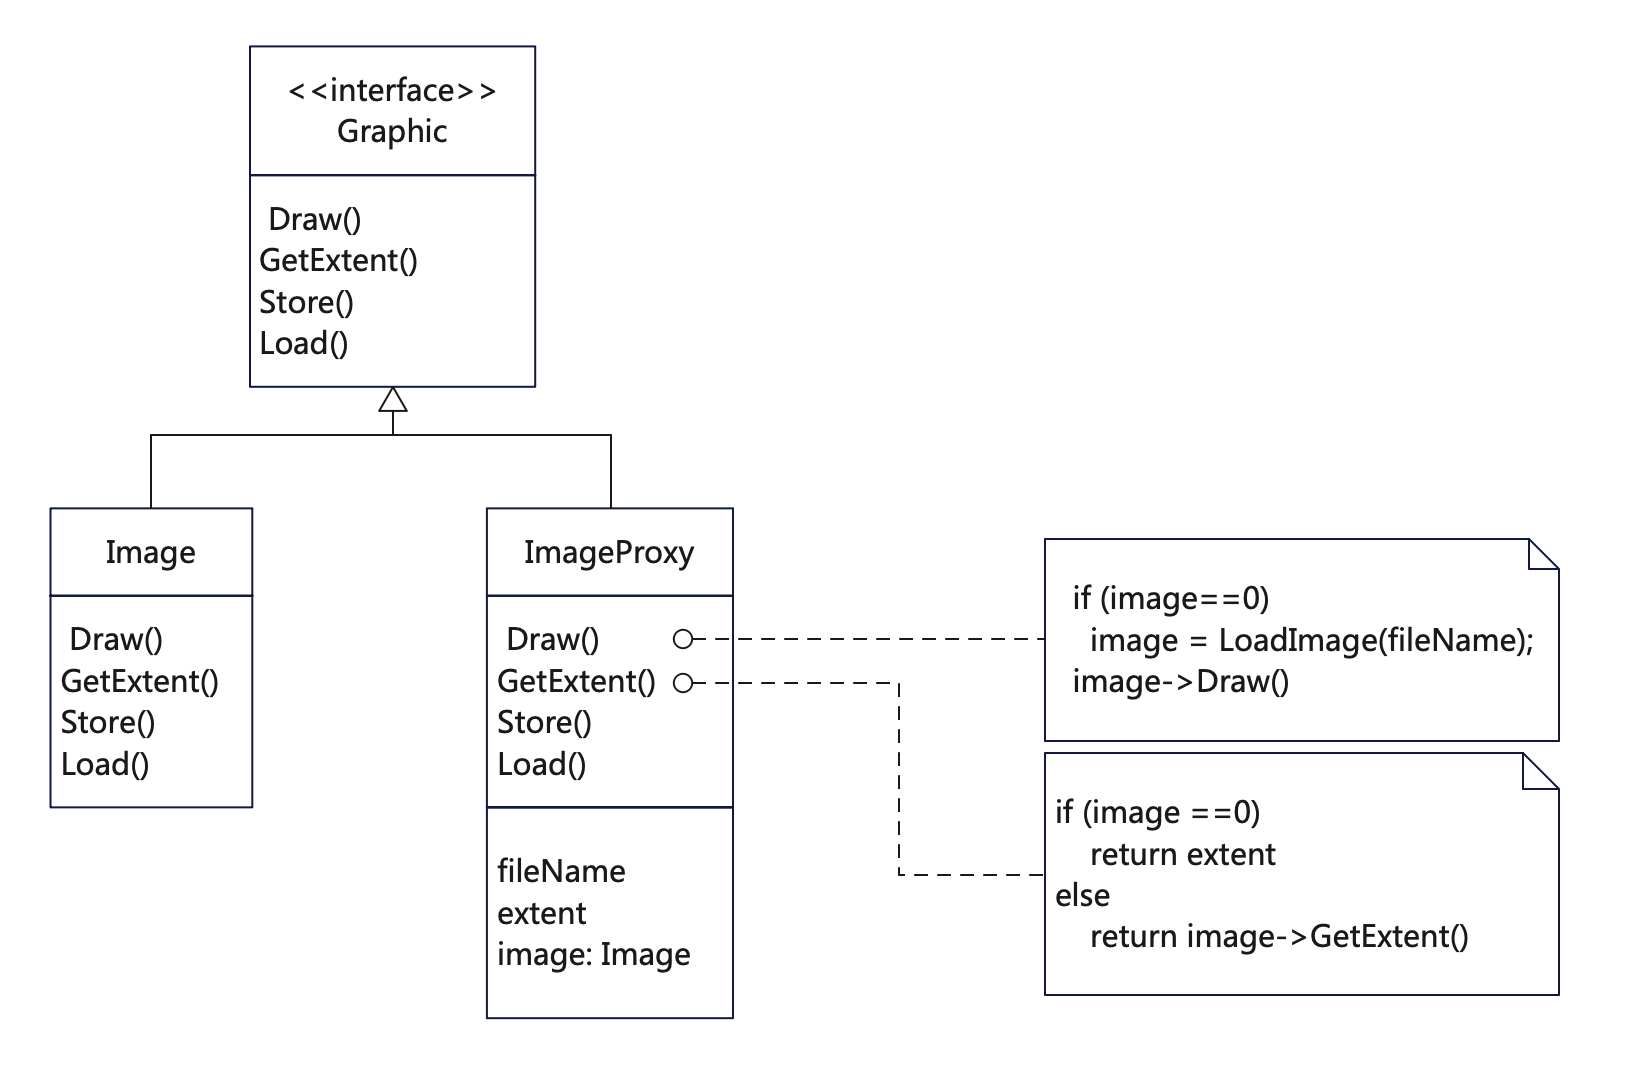 <<interface>>
Graphic
Draw()
GetExtent()
Store()
Load()
Image
Draw()
GetExtent()
Store()
Load()
ImageProxy
Draw()
GetExtent()
Store()
Load()
fileName
extent
image: Image
if (image==0)
image = LoadImage(fileName);
image->Draw()
if (image ==0)
return extent
else
return image->GetExtent()